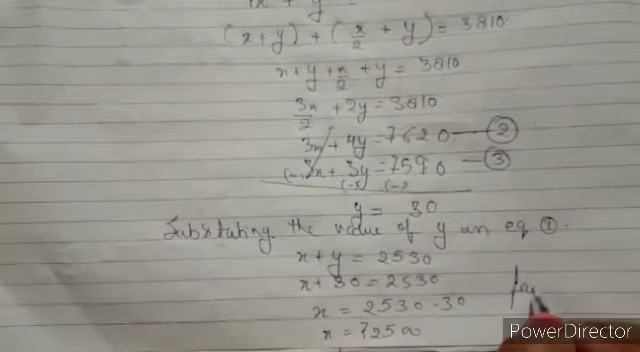 x + y =
(x+y) + (x/2 + y) = 3810
x+y+x/2 +y = 3810
3x/2 +2y = 3810
3x + 4y = 7620 — ②
(-) 3x + 3y = 7590 — ③
(-) (-)
y = 30
Substating the value of y in eq ①.
x + y = 2530
x + 30 = 2530
x = 2530 - 30
x = 2500
PowerDirector